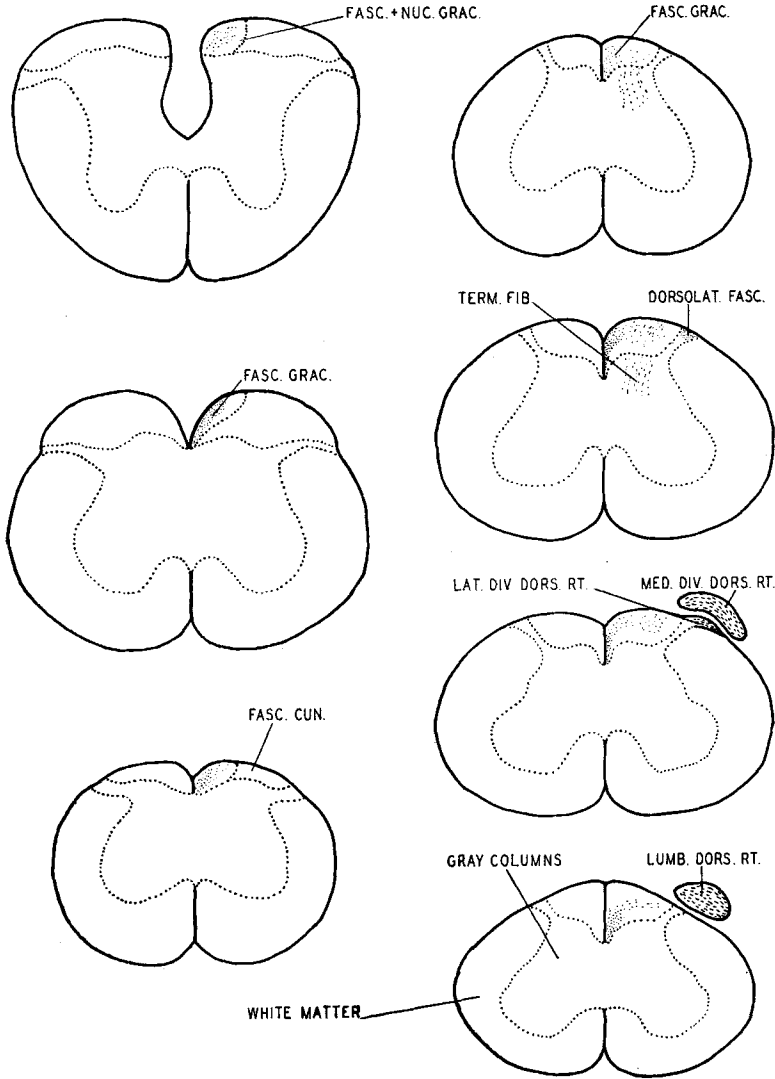 FASC.+NUC. GRAC.
FASC. GRAC.
TERM. FIB.
DORSOLAT. FASC.
FASC. GRAC.
LAT. DIV DORS. RT.
MED. DIV. DORS. RT.
FASC. CUN.
GRAY COLUMNS
LUMB. DORS. RT.
WHITE MATTER